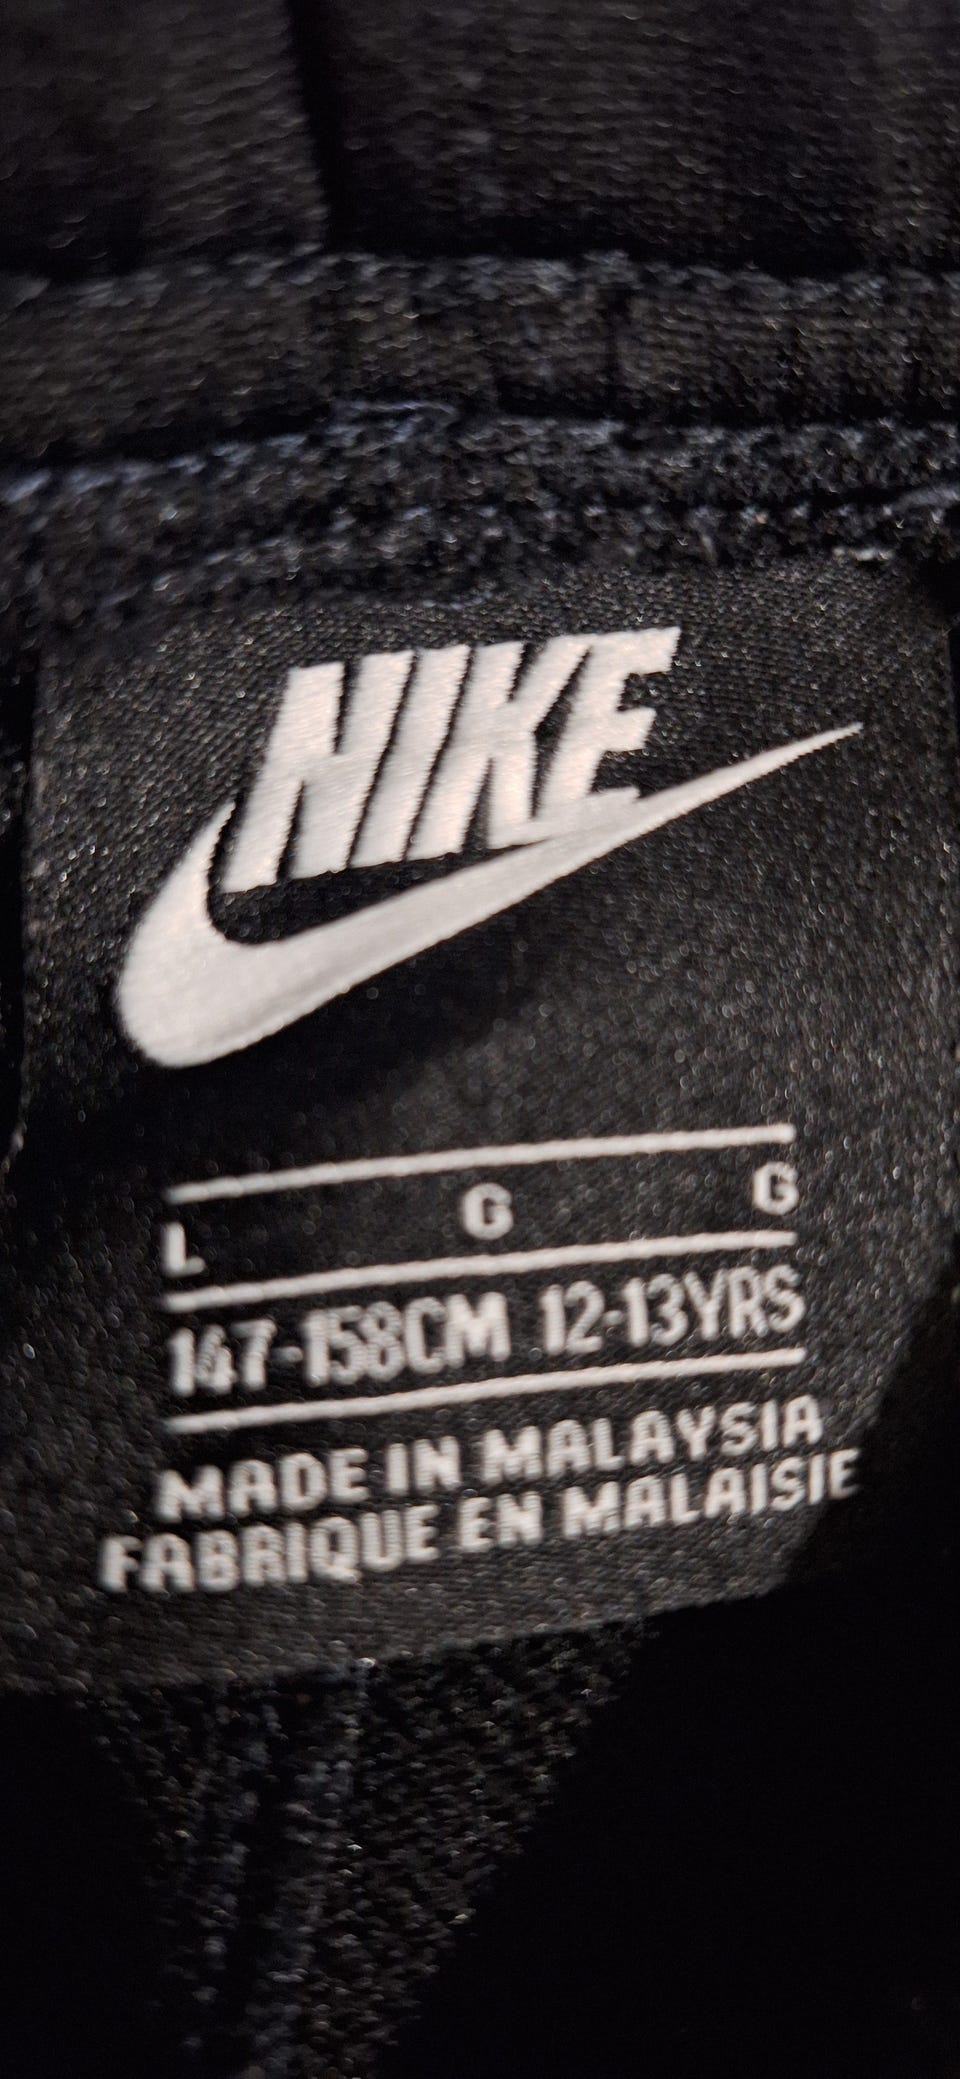 NIKE
L G G
147-158CM 12-13YRS
MADE IN MALAYSIA
FABRIQUE EN MALAISIE